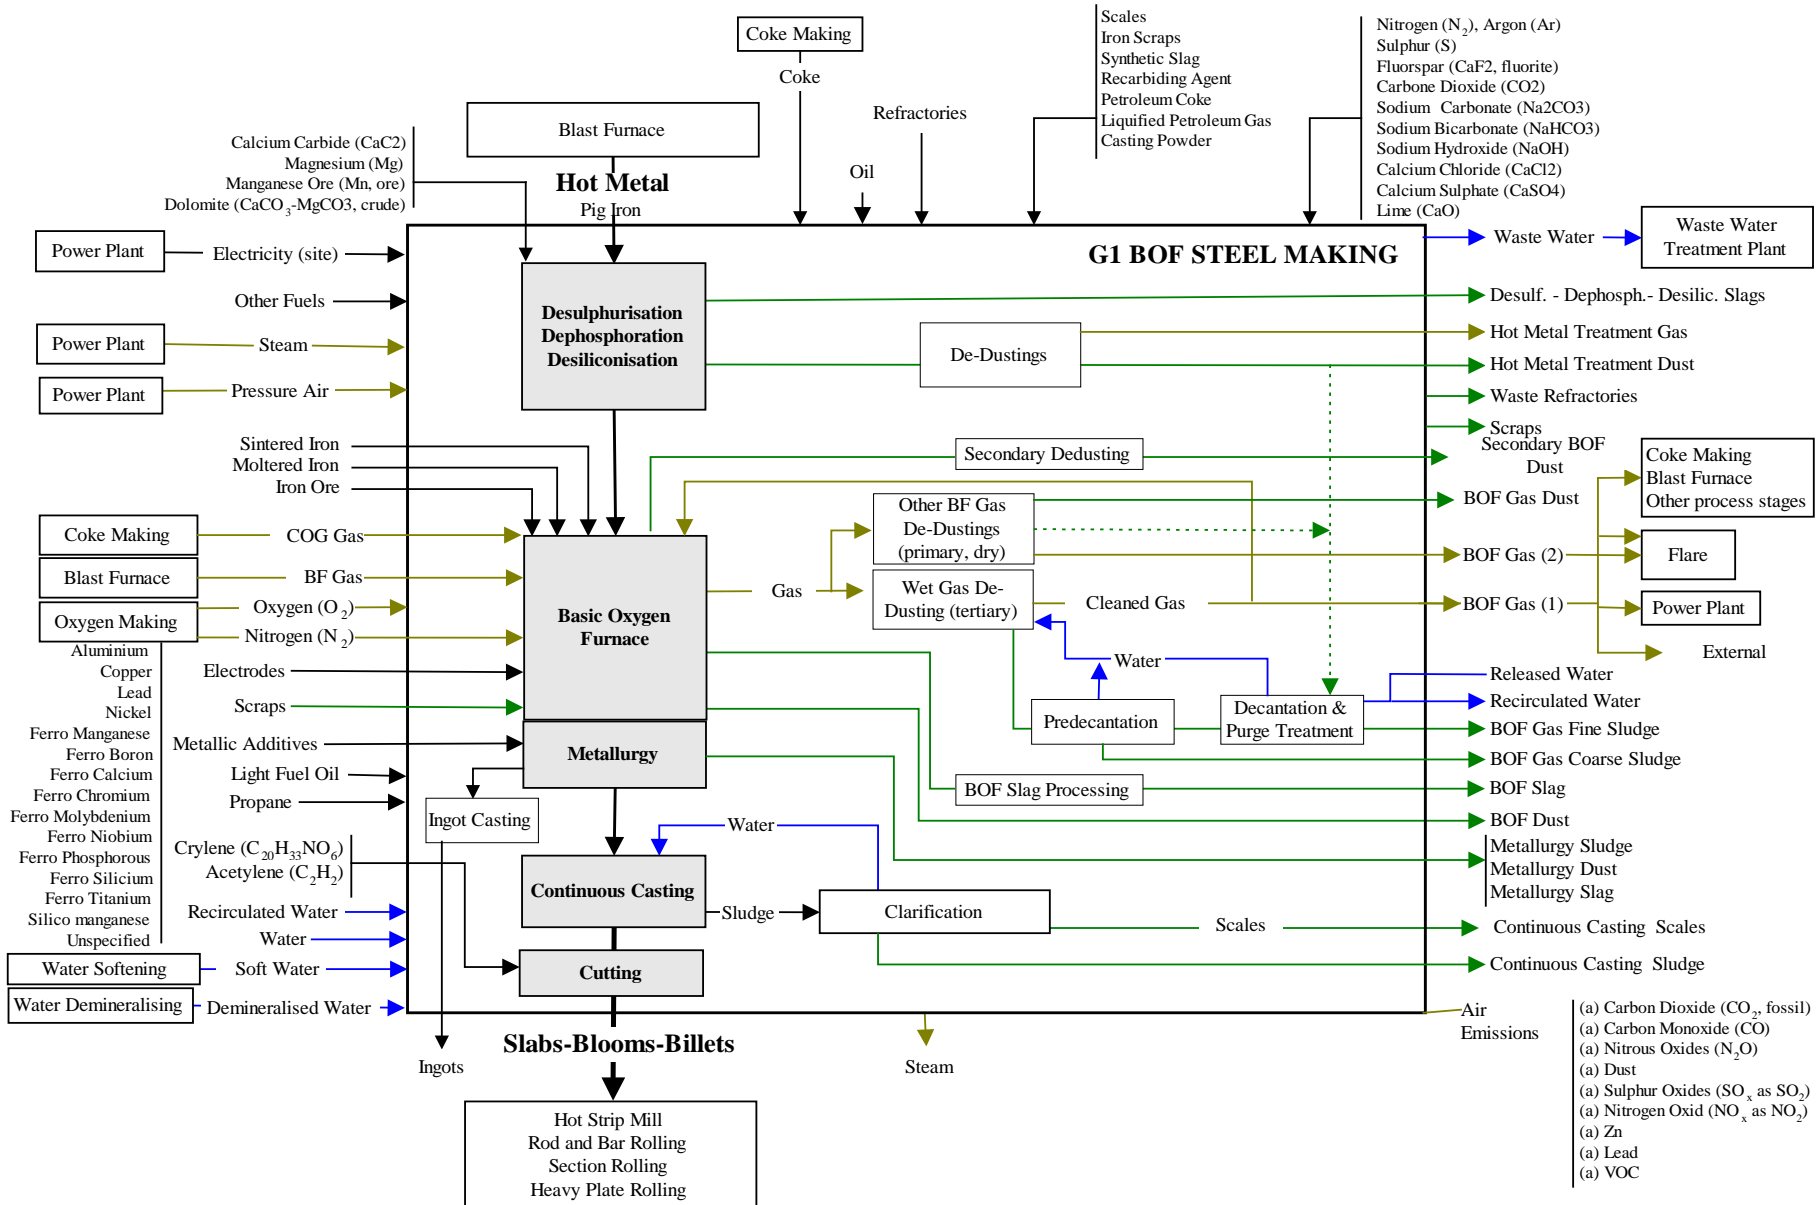 Coke Making
Coke
Scales
Iron Scraps
Synthetic Slag
Recarbiding Agent
Petroleum Coke
Liquified Petroleum Gas
Casting Powder
Nitrogen (N2), Argon (Ar)
Sulphur (S)
Fluorspar (CaF2, fluorite)
Carbone Dioxide (CO2)
Sodium Carbonate (Na2CO3)
Sodium Bicarbonate (NaHCO3)
Sodium Hydroxide (NaOH)
Calcium Chloride (CaCl2)
Calcium Sulphate (CaSO4)
Lime (CaO)
Refractories
Oil
Blast Furnace
Hot Metal
Pig Iron
Calcium Carbide (CaC2)
Magnesium (Mg)
Manganese Ore (Mn, ore)
Dolomite (CaCO3-MgCO3, crude)
Power Plant
Electricity (site)
Other Fuels
Power Plant
Steam
Power Plant
Pressure Air
Sintered Iron
Moltered Iron
Iron Ore
Coke Making
COG Gas
Blast Furnace
BF Gas
Oxygen Making
Oxygen (O2)
Nitrogen (N2)
Aluminium
Copper
Lead
Nickel
Ferro Manganese
Ferro Boron
Ferro Calcium
Ferro Chromium
Ferro Molybdenium
Ferro Niobium
Ferro Phosphorous
Ferro Silicium
Ferro Titanium
Silico manganese
Unspecified
Electrodes
Scraps
Metallic Additives
Light Fuel Oil
Propane
Crylene (C20H33NO6)
Acetylene (C2H2)
Recirculated Water
Water
Water Softening
Soft Water
Water Demineralising
Demineralised Water
G1 BOF STEEL MAKING
Desulphurisation
Dephosphoration
Desiliconisation
De-Dustings
Secondary Dedusting
Other BF Gas
De-Dustings
(primary, dry)
Gas
Wet Gas De-
Dusting (tertiary)
Cleaned Gas
Basic Oxygen
Furnace
Water
Predecantation
Decantation &
Purge Treatment
Metallurgy
BOF Slag Processing
Ingot Casting
Water
Continuous Casting
Sludge
Clarification
Scales
Cutting
Waste Water
Waste Water
Treatment Plant
Desulf. - Dephosph.- Desilic. Slags
Hot Metal Treatment Gas
Hot Metal Treatment Dust
Waste Refractories
Scraps
Secondary BOF
Dust
BOF Gas Dust
BOF Gas (2)
BOF Gas (1)
Coke Making
Blast Furnace
Other process stages
Flare
Power Plant
External
Released Water
Recirculated Water
BOF Gas Fine Sludge
BOF Gas Coarse Sludge
BOF Slag
BOF Dust
Metallurgy Sludge
Metallurgy Dust
Metallurgy Slag
Continuous Casting Scales
Continuous Casting Sludge
Air
Emissions
(a) Carbon Dioxide (CO2, fossil)
(a) Carbon Monoxide (CO)
(a) Nitrous Oxides (N2O)
(a) Dust
(a) Sulphur Oxides (SOx as SO2)
(a) Nitrogen Oxid (NOx as NO2)
(a) Zn
(a) Lead
(a) VOC
Ingots
Slabs-Blooms-Billets
Steam
Hot Strip Mill
Rod and Bar Rolling
Section Rolling
Heavy Plate Rolling